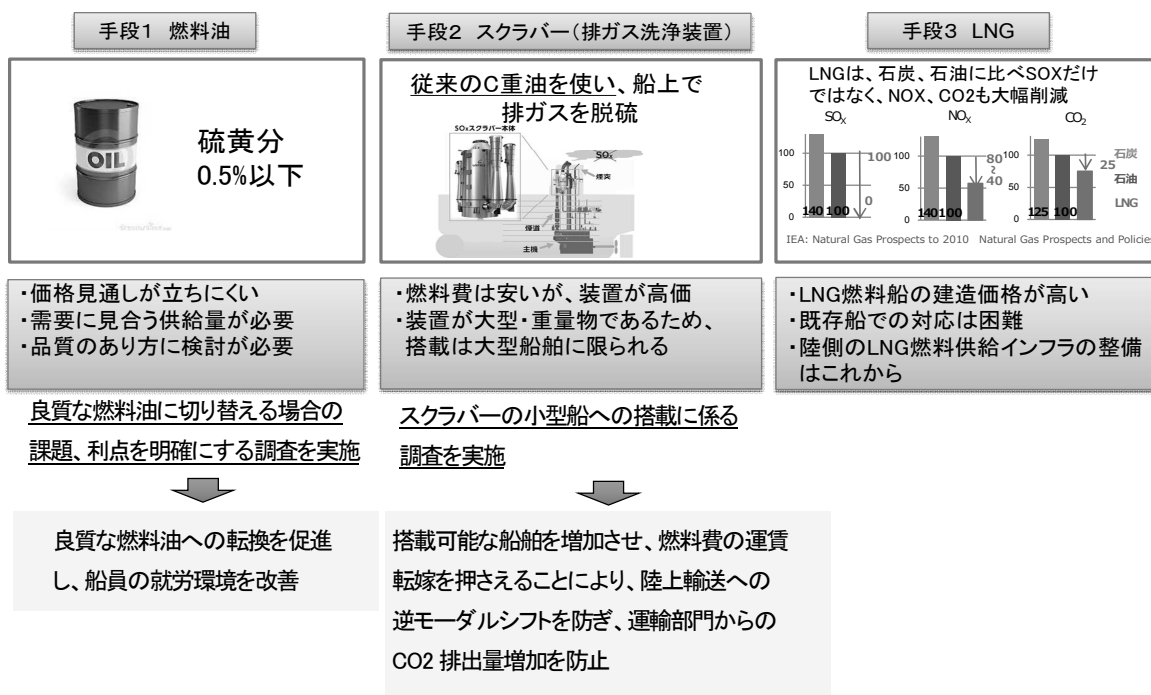 手段1 燃料油
手段2 スクラバー(排ガス洗浄装置)
手段3 LNG
OIL
硫黄分
0.5%以下
従来のC重油を使い、船上で
排ガスを脱硫
SOxスクラバー本体
SOx
煙突
煙道
主機
LNGは、石炭、石油に比べSOXだけ
ではなく、NOX、CO2も大幅削減
SOX
100
50
0
140 100
100
0
NOX
100
50
0
140 100
80
~
40
CO2
100
50
0
125 100
25
石炭
石油
LNG
IEA: Natural Gas Prospects to 2010 Natural Gas Prospects and Policies
・価格見通しが立ちにくい
・需要に見合う供給量が必要
・品質のあり方に検討が必要
・燃料費は安いが、装置が高価
・装置が大型・重量物であるため、
搭載は大型船舶に限られる
・LNG燃料船の建造価格が高い
・既存船での対応は困難
・陸側のLNG燃料供給インフラの整備
はこれから
良質な燃料油に切り替える場合の
課題、利点を明確にする調査を実施
スクラバーの小型船への搭載に係る
調査を実施
良質な燃料油への転換を促進
し、船員の就労環境を改善
搭載可能な船舶を増加させ、燃料費の運賃
転嫁を押さえることにより、陸上輸送への
逆モーダルシフトを防ぎ、運輸部門からの
CO2 排出量増加を防止